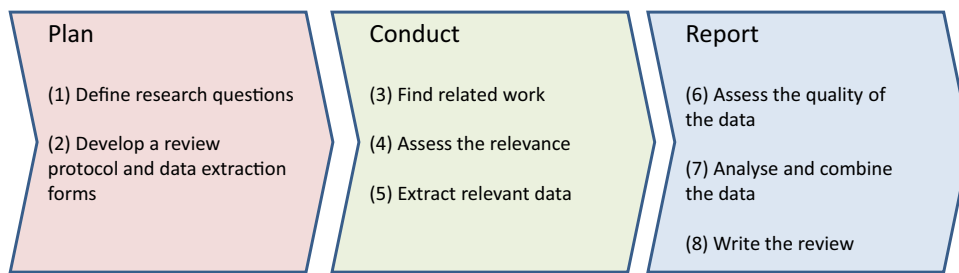 Plan
(1) Define research questions
(2) Develop a review
protocol and data extraction
forms
Conduct
(3) Find related work
(4) Assess the relevance
(5) Extract relevant data
Report
(6) Assess the quality of
the data
(7) Analyse and combine
the data
(8) Write the review